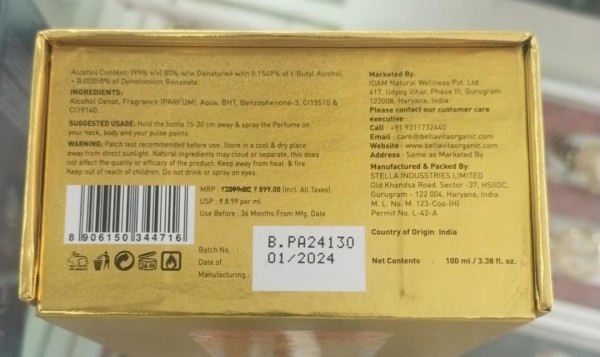 Alcohol Content: (95% v/v) 80% w/w Denatured with 0.1549% of t-Butyl Alcohol
+ 0.00058% of Denatonium Benzoate.
INGREDIENTS:
Alcohol Denat, Fragrance (PARFUM), Aqua, BHT, Benzophenone-3, CI15510 &
CI19140
SUGGESTED USAGE: Hold the bottle 15-20 cm away & spray the Perfume on
your neck, body and your pulse points.
WARNING: Patch test recommended before use. Store in a cool & dry place
away from direct sunlight. Natural ingredients may cloud or separate, this does
not affect the quality or efficacy of the product. Keep away from heat & fire.
Keep out of reach of children. Do not drink or spray on eyes.
MRP : ₹ 899.00 (Incl. All Taxes)
USP : ₹ 8.99 per ml
Use Before : 36 Months From Mfg. Date
8 906150 344716
36 M
Batch No. :
Date of
Manufacturing :
B.PA24130
01/2024
Marketed By:
IDAM Natural Wellness Pvt. Ltd.
417, Udyog Vihar, Phase III, Gurugram
122008, Haryana, India
Please contact our customer care
executive :
Call : +91 9311732440
Email : care@bellavitaorganic.com
Website : www.bellavitaorganic.com
Address : Same as Marketed By
Manufactured & Packed By:
STELLA INDUSSTRIES LIMITED
Old Khandsa Road, Sector -37, HSIIDC,
Gurugram - 122 004, Haryana, India
M. L. No. M. 123-Cos-(H)
Permit No. L-42-A
Country of Origin: India
Net Contents : 100 ml / 3.38 fl. oz.